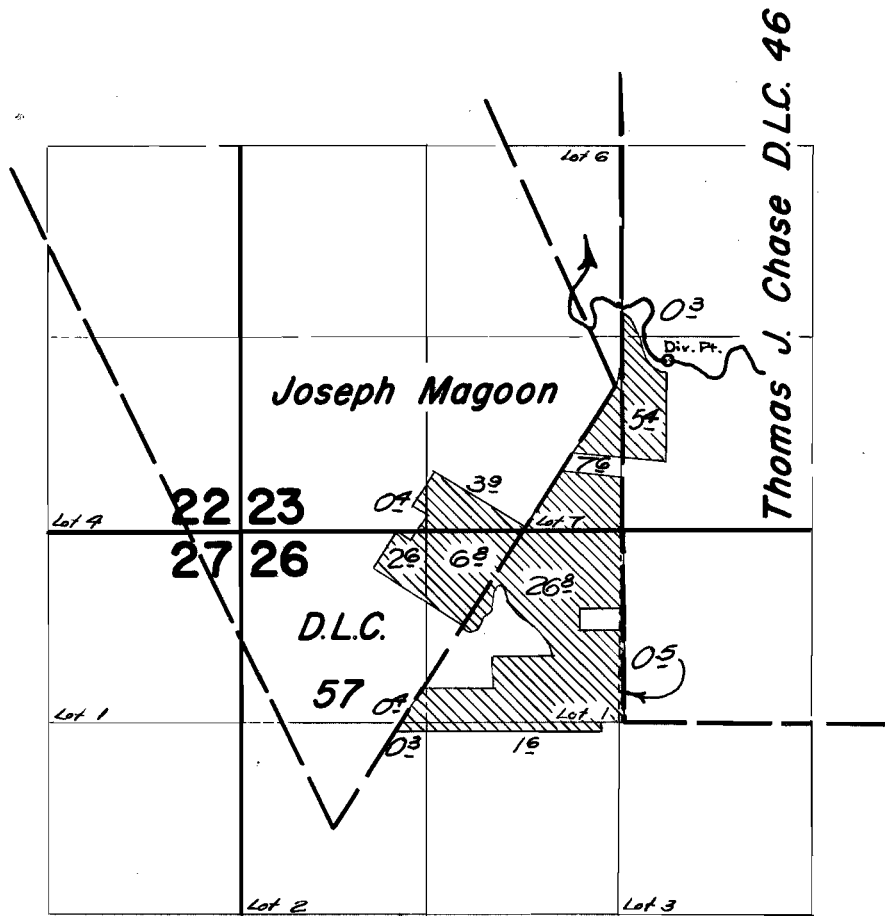 Thomas J. Chase D.L.C. 46
Lot 6
0.3
Div. Pt.
Joseph Magoon
5.4
7.6
3.9
0.4
22 23
Lot 4
Lot 7
27 26
2.6
6.8
26.8
D.L.C.
0.5
57
0.4
Lot 1
Lot 1
0.3
1.6
Lot 2
Lot 3